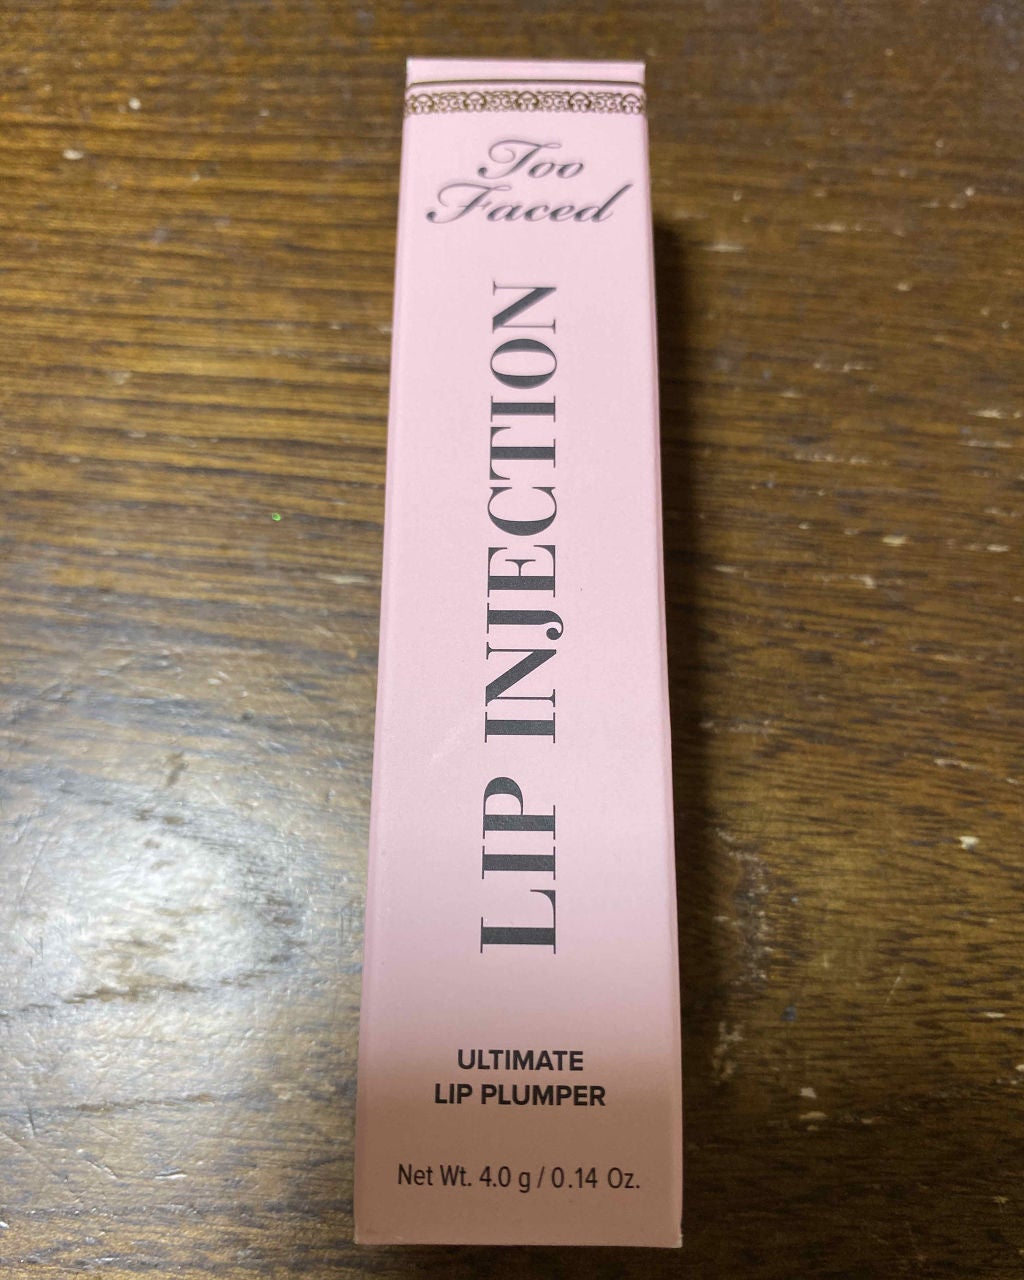 Too
Faced
LIP INJECTION
ULTIMATE
LIP PLUMPER
Net Wt. 4.0 g / 0.14 Oz.